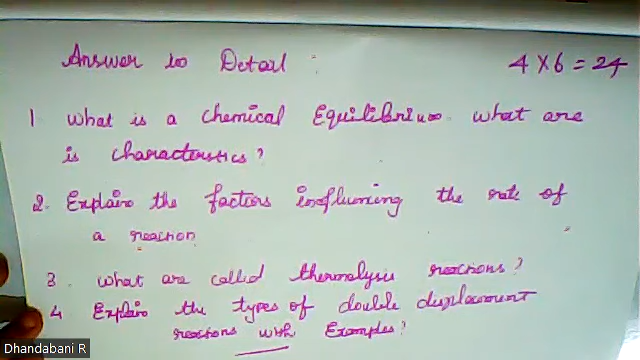 Answer in Detail :
4 X 6 = 24
1 What is a chemical Equilibrium. what are
is characteristics?
2. Explain the factors influening the rate of
a reaction
3. what are called thermalysis reactions?
4. Explain the types of double displacement
reactions with Examples?
Dhandabani R